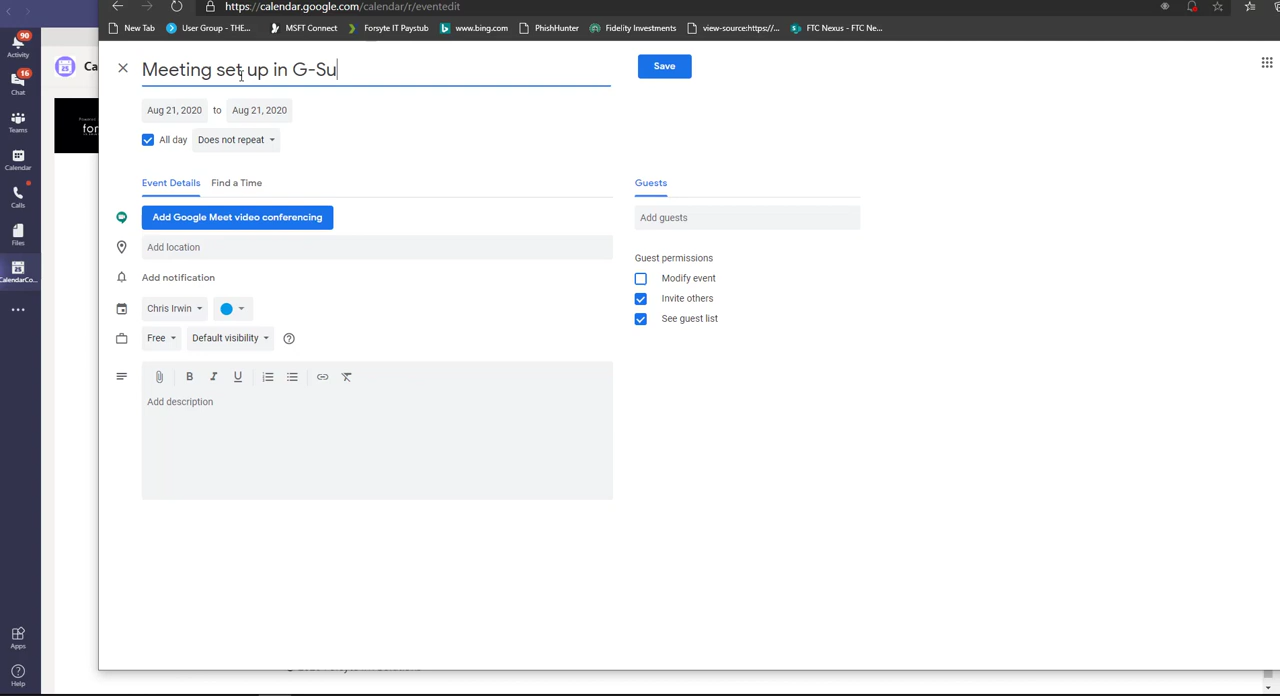 https://calendar.google.com/calendar/r/eventedit
New Tab
User Group - THE...
MSFT Connect
Forsyte IT Paystub
www.bing.com
PhishHunter
Fidelity Investments
view-source:https://...
FTC Nexus - FTC Ne...
90
Activity
16
Chat
Teams
Calendar
Calls
Files
CalendarCo...
Apps
Help
Ca
for
Meeting set up in G-Su
Save
Aug 21, 2020 to Aug 21, 2020
All day Does not repeat
Event Details Find a Time
Add Google Meet video conferencing
Add location
Add notification
Chris Irwin
Free Default visibility
Add description
Guests
Add guests
Guest permissions
Modify event
Invite others
See guest list